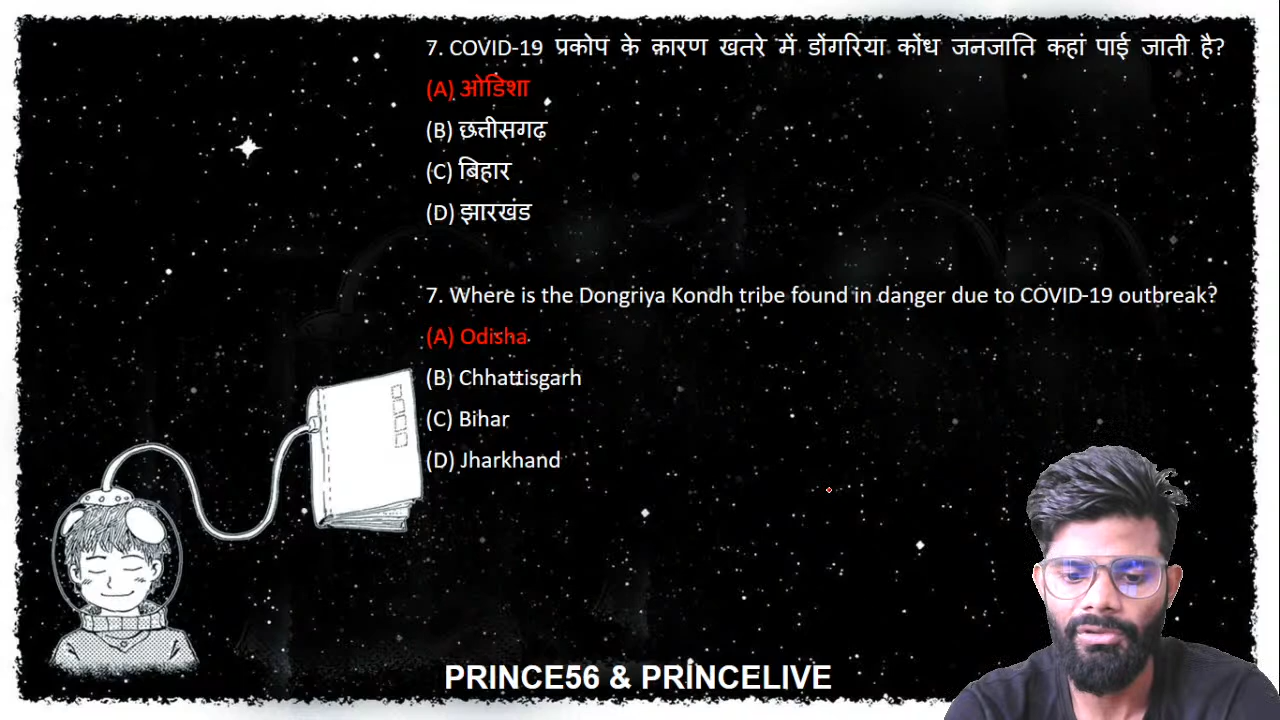 7. COVID-19 प्रकोप के कारण खतरे में डोंगरिया कोंध जनजाति कहां पाई जाती है?
(A) ओडिशा
(B) छत्तीसगढ़
(C) बिहार
(D) झारखंड
7. Where is the Dongriya Kondh tribe found in danger due to COVID-19 outbreak?
(A) Odisha
(B) Chhattisgarh
(C) Bihar
(D) Jharkhand
PRINCE56 & PRINCELIVE